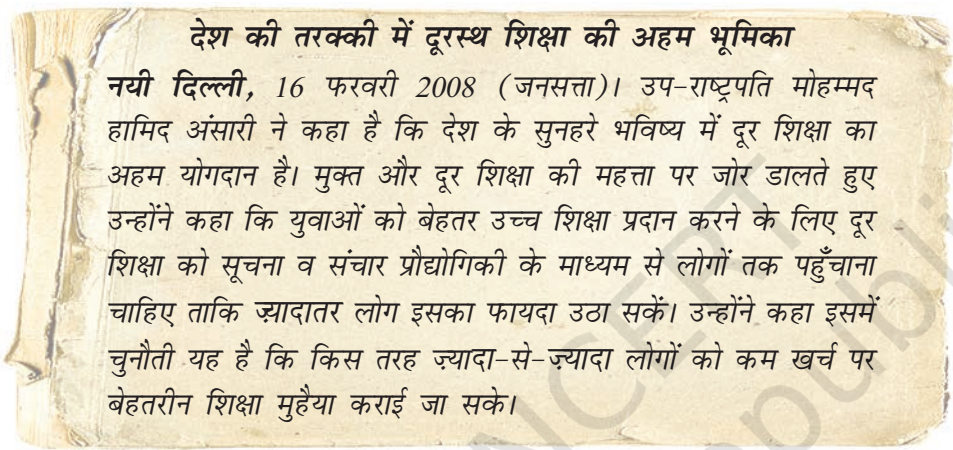 देश की तरक्की में दूरस्थ शिक्षा की अहम भूमिका
नयी दिल्ली, 16 फरवरी 2008 (जनसत्ता)। उप-राष्ट्रपति मोहम्मद
हामिद अंसारी ने कहा है कि देश के सुनहरे भविष्य में दूर शिक्षा का
अहम योगदान है। मुक्त और दूर शिक्षा की महत्ता पर जोर डालते हुए
उन्होंने कहा कि युवाओं को बेहतर उच्च शिक्षा प्रदान करने के लिए दूर
शिक्षा को सूचना व संचार प्रौद्योगिकी के माध्यम से लोगों तक पहुँचाना
चाहिए ताकि ज़्यादातर लोग इसका फायदा उठा सकें। उन्होंने कहा इसमें
चुनौती यह है कि किस तरह ज़्यादा-से-ज़्यादा लोगों को कम खर्च पर
बेहतरीन शिक्षा मुहैया कराई जा सके।
NCERT